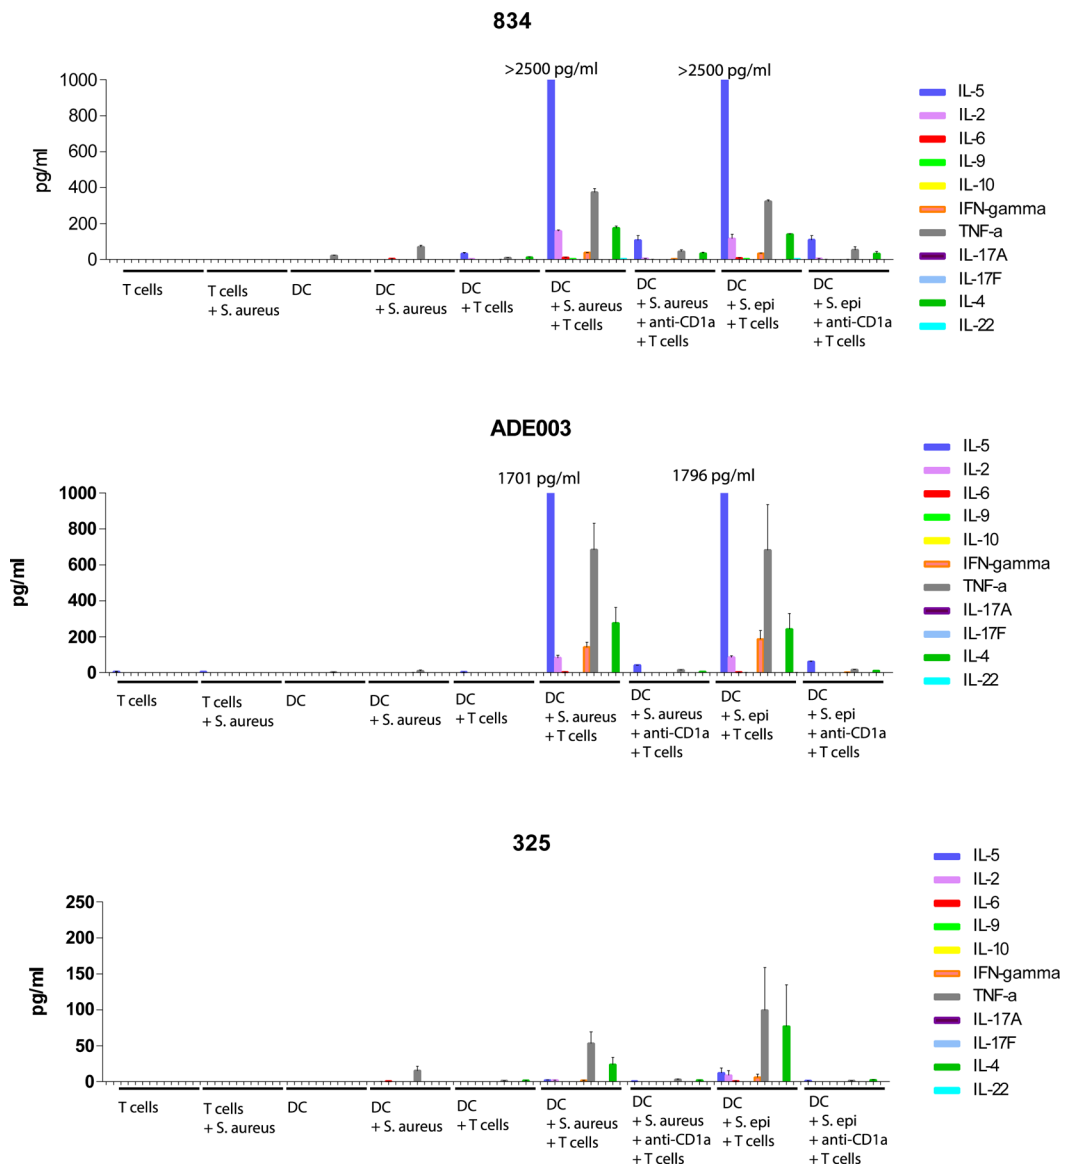 834
>2500 pg/ml
>2500 pg/ml
1000
800
600
400
200
0
pg/ml
T cells
T cells
+ S. aureus
DC
DC
+ S. aureus
DC
+ T cells
DC
+ S. aureus
+ T cells
DC
+ S. aureus
+ anti-CD1a
+ T cells
DC
+ S. epi
+ T cells
DC
+ S. epi
+ anti-CD1a
+ T cells
IL-5
IL-2
IL-6
IL-9
IL-10
IFN-gamma
TNF-a
IL-17A
IL-17F
IL-4
IL-22
ADE003
1701 pg/ml
1796 pg/ml
1000
800
600
400
200
0
pg/ml
T cells
T cells
+ S. aureus
DC
DC
+ S. aureus
DC
+ T cells
DC
+ S. aureus
+ T cells
DC
+ S. aureus
+ anti-CD1a
+ T cells
DC
+ S. epi
+ T cells
DC
+ S. epi
+ anti-CD1a
+ T cells
IL-5
IL-2
IL-6
IL-9
IL-10
IFN-gamma
TNF-a
IL-17A
IL-17F
IL-4
IL-22
325
250
200
150
100
50
0
pg/ml
T cells
T cells
+ S. aureus
DC
DC
+ S. aureus
DC
+ T cells
DC
+ S. aureus
+ T cells
DC
+ S. aureus
+ anti-CD1a
+ T cells
DC
+ S. epi
+ T cells
DC
+ S. epi
+ anti-CD1a
+ T cells
IL-5
IL-2
IL-6
IL-9
IL-10
IFN-gamma
TNF-a
IL-17A
IL-17F
IL-4
IL-22